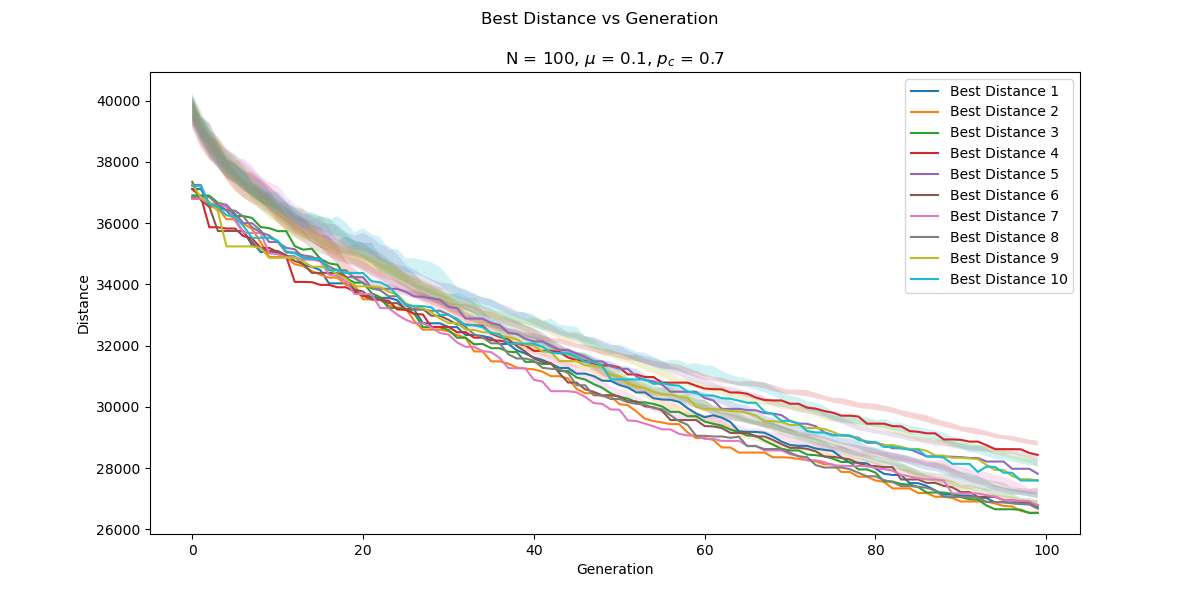 Best Distance vs Generation
N = 100, μ = 0.1, p_c = 0.7
40000
38000
36000
34000
32000
30000
28000
26000
Distance
Best Distance 1
Best Distance 2
Best Distance 3
Best Distance 4
Best Distance 5
Best Distance 6
Best Distance 7
Best Distance 8
Best Distance 9
Best Distance 10
0 20 40 60 80 100
Generation